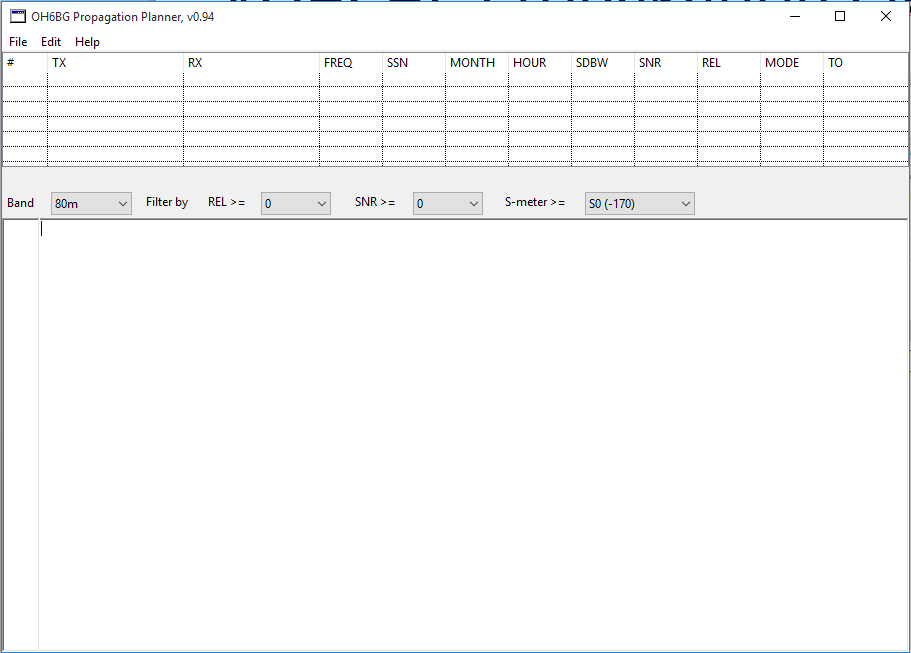 OH6BG Propagation Planner, v0.94
File Edit Help
# TX RX FREQ SSN MONTH HOUR SDBW SNR REL MODE TO
Band 80m Filter by REL >= 0 SNR >= 0 S-meter >= S0 (-170)